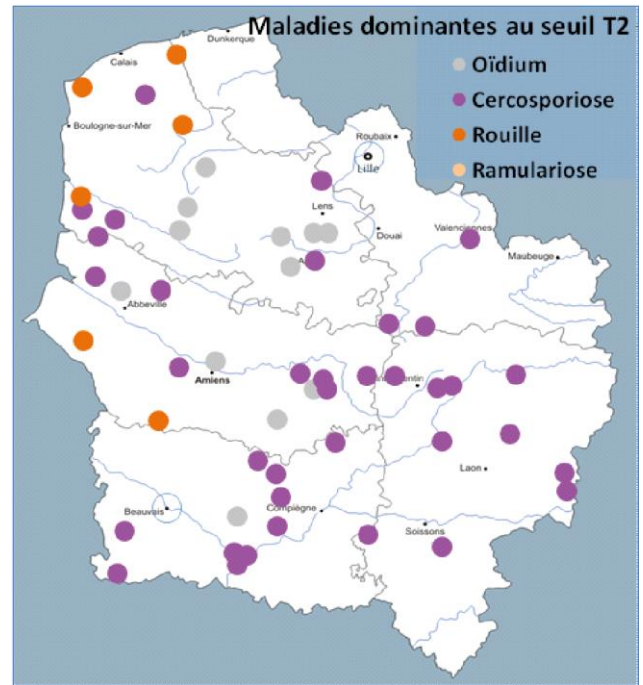 Maladies dominantes au seuil T2
Oïdium
Cercosporiose
Rouille
Ramulariose
Dunkerque
Calais
Boulogne-sur-Mer
Roubaix
Lille
Lens
Douai
Valenciennes
Maubeuge
Abbeville
Amiens
Laon
Beauvais
Compiègne
Soissons